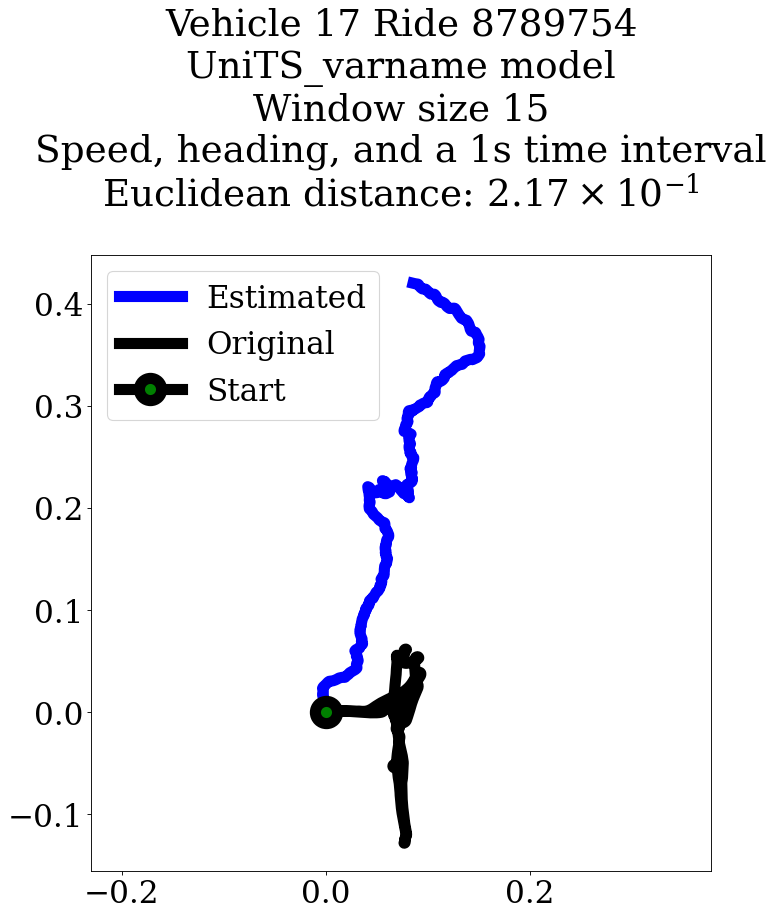 Vehicle 17 Ride 8789754
UniTS_varname model
Window size 15
Speed, heading, and a 1s time interval
Euclidean distance: 2.17 × 10⁻¹
Estimated
Original
Start
0.4
0.3
0.2
0.1
0.0
−0.1
−0.2 0.0 0.2